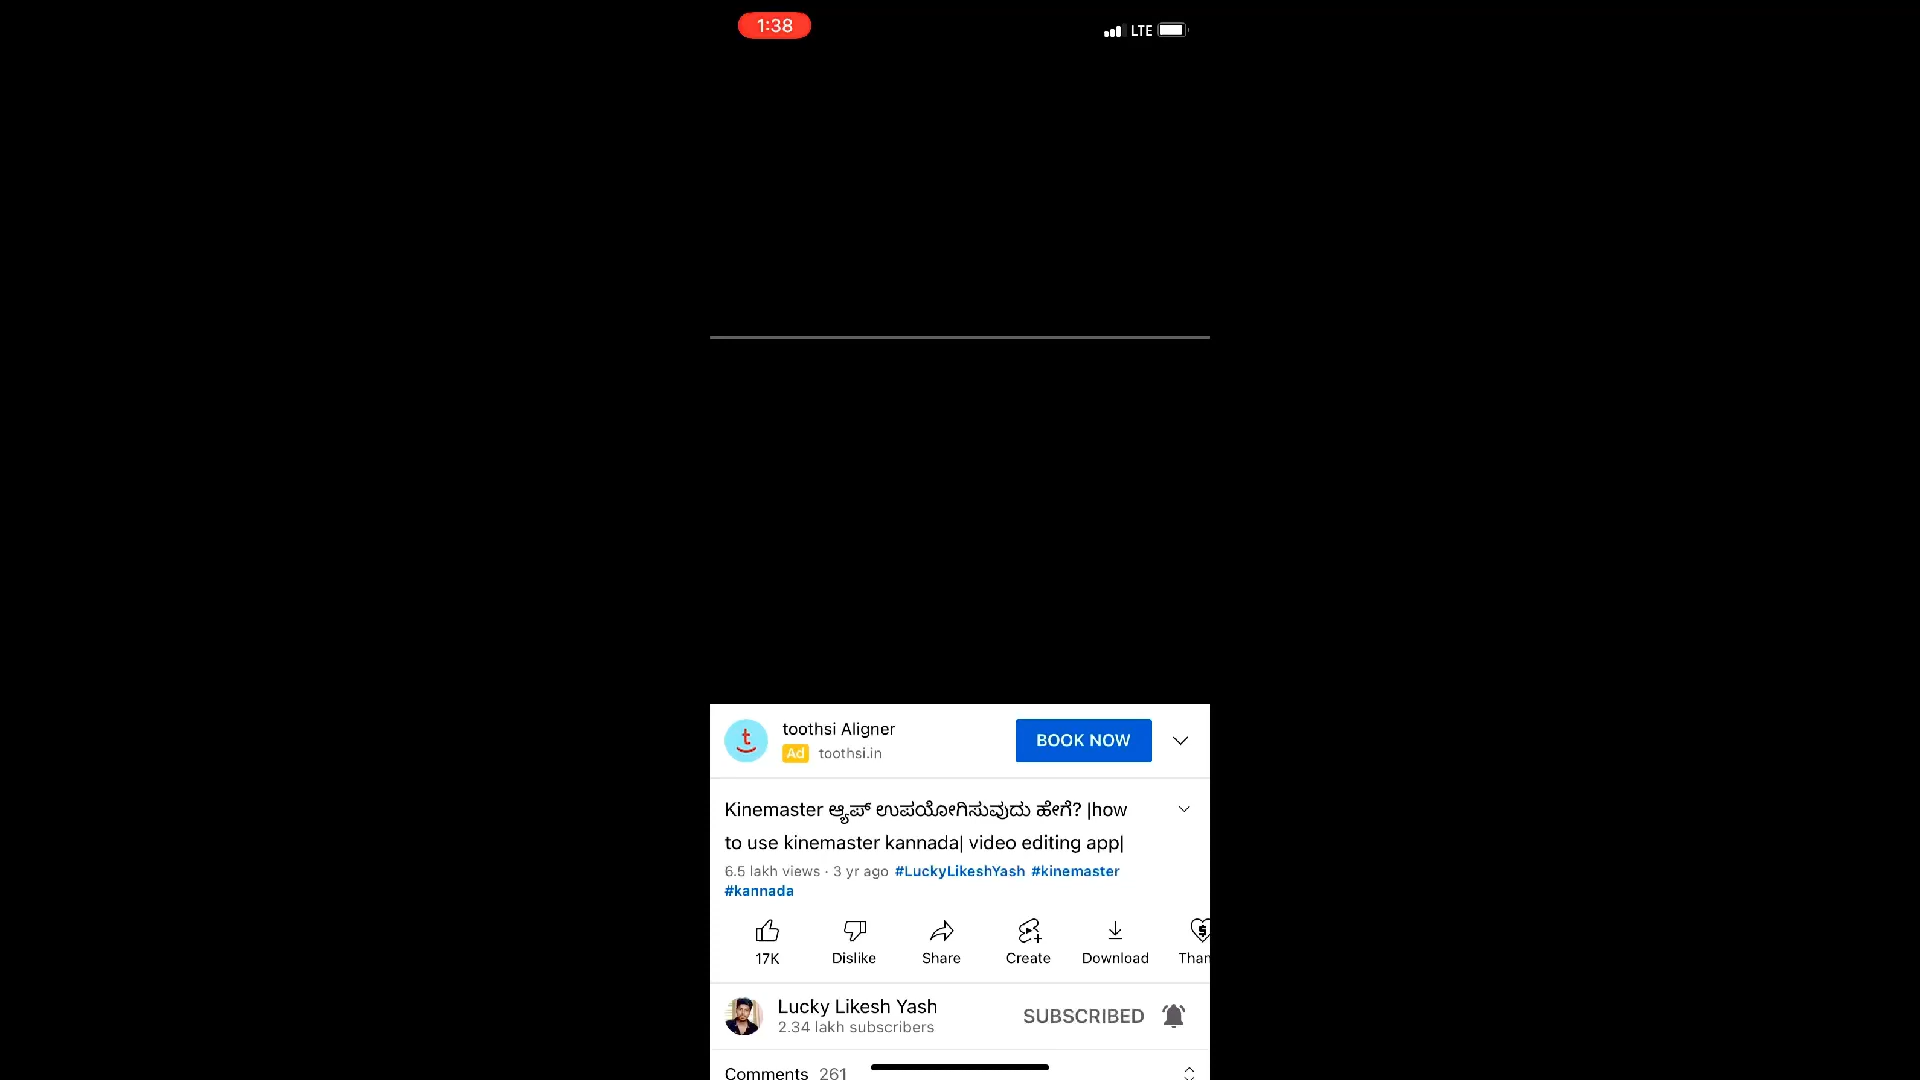 1:38
LTE
t
toothsi Aligner
Ad toothsi.in
BOOK NOW
Kinemaster ಆ್ಯಪ್ ಉಪಯೋಗಿಸುವುದು ಹೇಗೆ? |how
to use kinemaster kannada| video editing app|
6.5 lakh views · 3 yr ago #LuckyLikeshYash #kinemaster
#kannada
17K Dislike Share Create Download Than
Lucky Likesh Yash
2.34 lakh subscribers
SUBSCRIBED
Comments 261